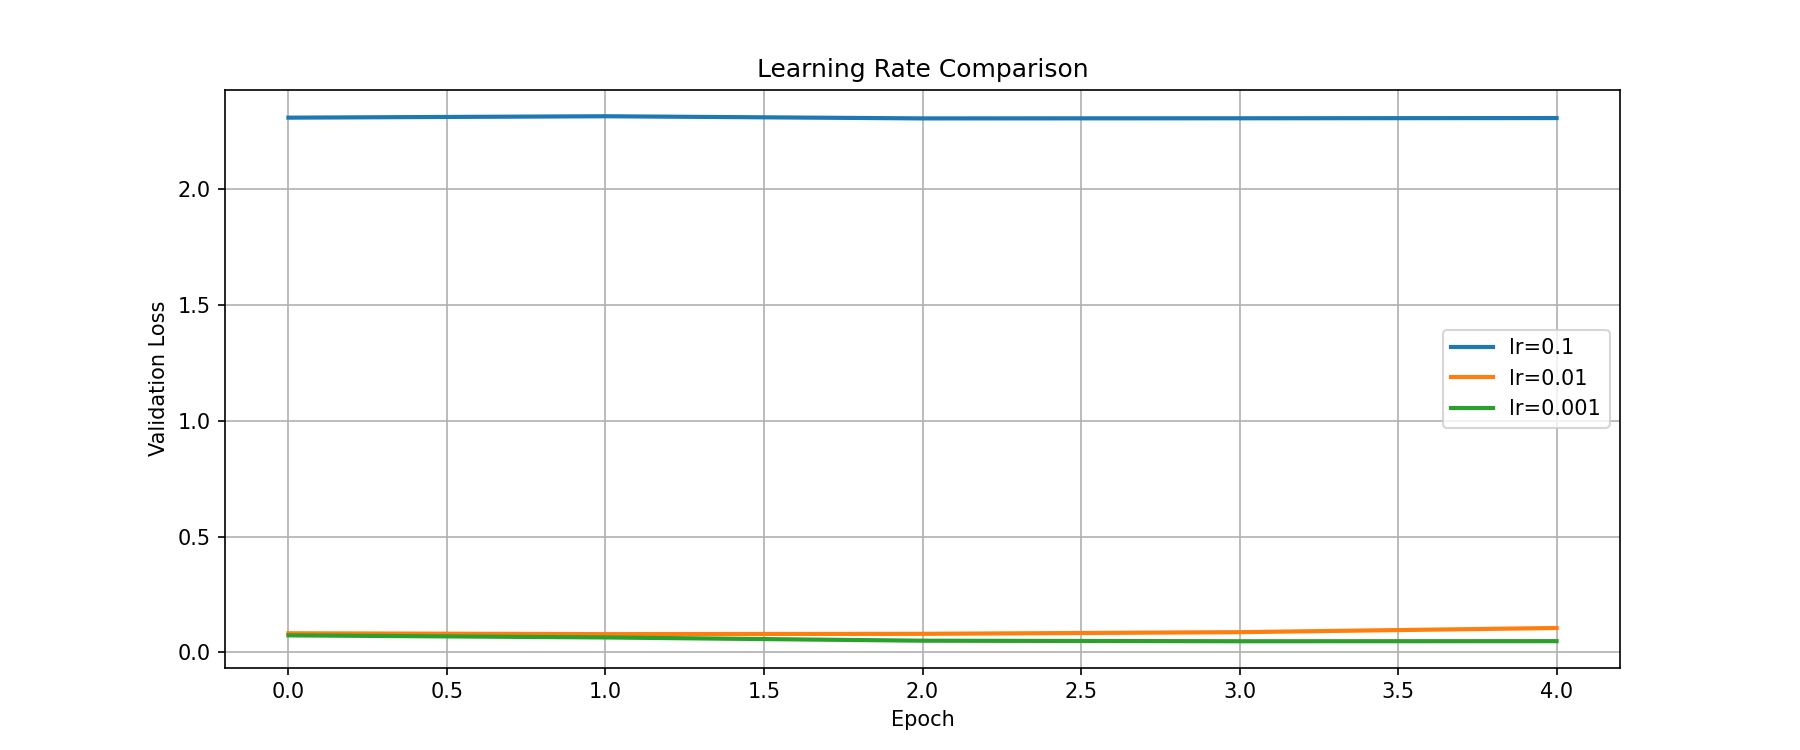 Learning Rate Comparison
Validation Loss
2.0
1.5
1.0
0.5
0.0
lr=0.1
lr=0.01
lr=0.001
0.0 0.5 1.0 1.5 2.0 2.5 3.0 3.5 4.0
Epoch